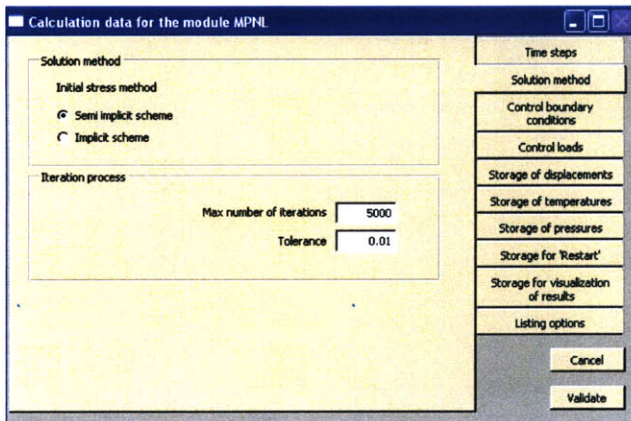 Calculation data for the module MPNL
Solution method
Initial stress method
Semi implicit scheme
Implicit scheme
Iteration process
Max number of iterations 5000
Tolerance 0.01
Time steps
Solution method
Control boundary
conditions
Control loads
Storage of displacements
Storage of temperatures
Storage of pressures
Storage for 'Restart'
Storage for visualization
of results
Listing options
Cancel
Validate